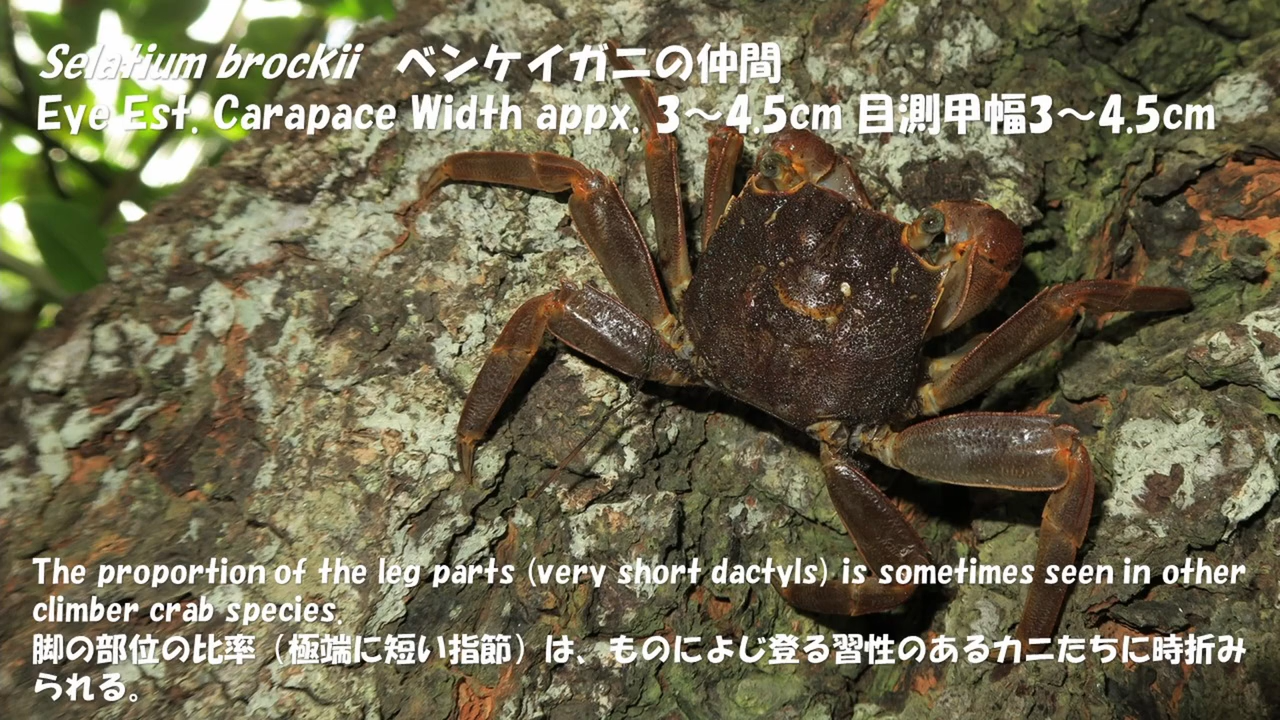 Selatium brockii ベンケイガニの仲間
Eye Est. Carapace Width appx. 3～4.5cm 目測甲幅3～4.5cm
The proportion of the leg parts (very short dactyls) is sometimes seen in other
climber crab species.
脚の部位の比率（極端に短い指節）は、ものによじ登る習性のあるカニたちに時折み
られる。